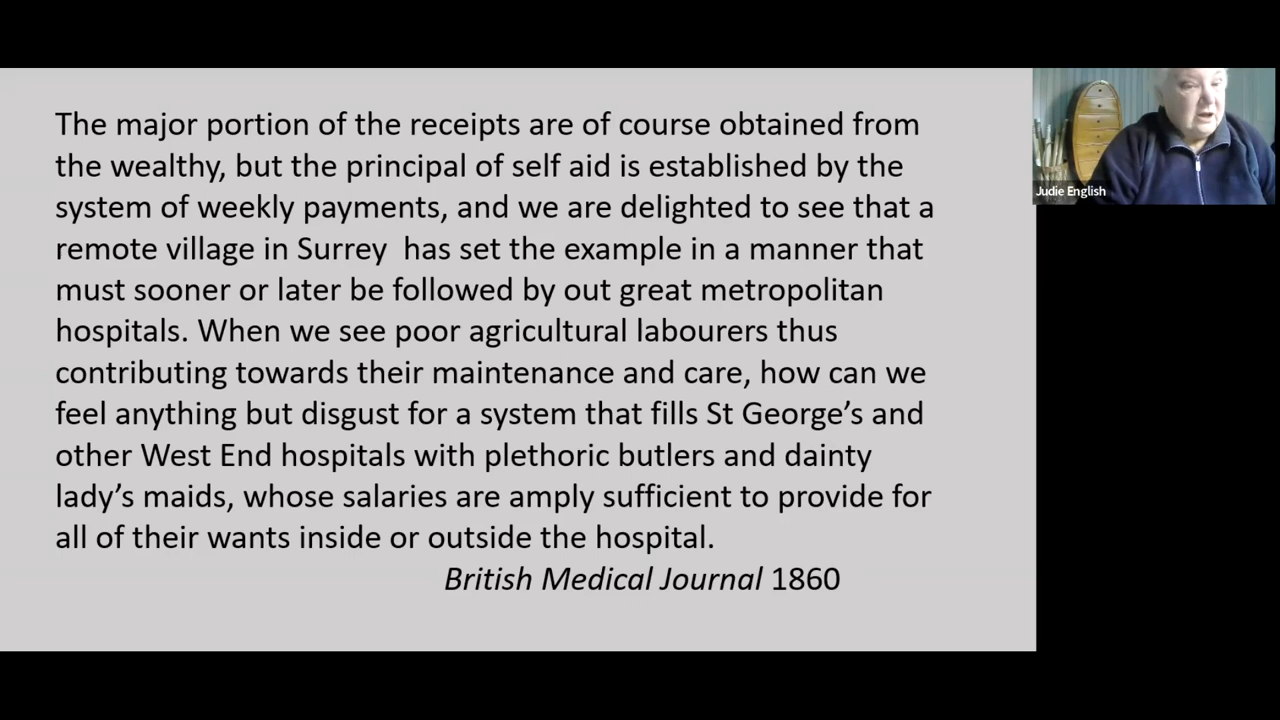 The major portion of the receipts are of course obtained from
the wealthy, but the principal of self aid is established by the
system of weekly payments, and we are delighted to see that a
remote village in Surrey  has set the example in a manner that
must sooner or later be followed by out great metropolitan
hospitals. When we see poor agricultural labourers thus
contributing towards their maintenance and care, how can we
feel anything but disgust for a system that fills St George’s and
other West End hospitals with plethoric butlers and dainty
lady’s maids, whose salaries are amply sufficient to provide for
all of their wants inside or outside the hospital.
British Medical Journal 1860
Judie English